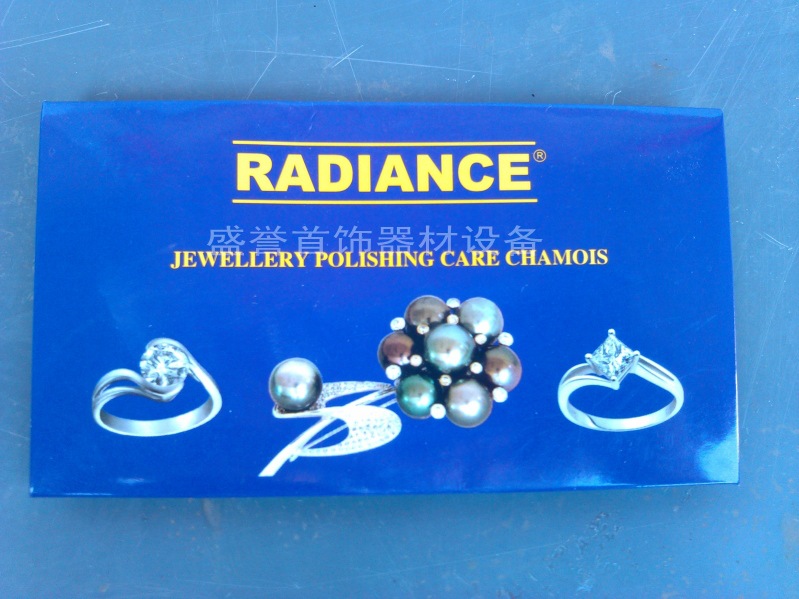 RADIANCE®
盛誉首饰器材设备
JEWELLERY POLISHING CARE CHAMOIS